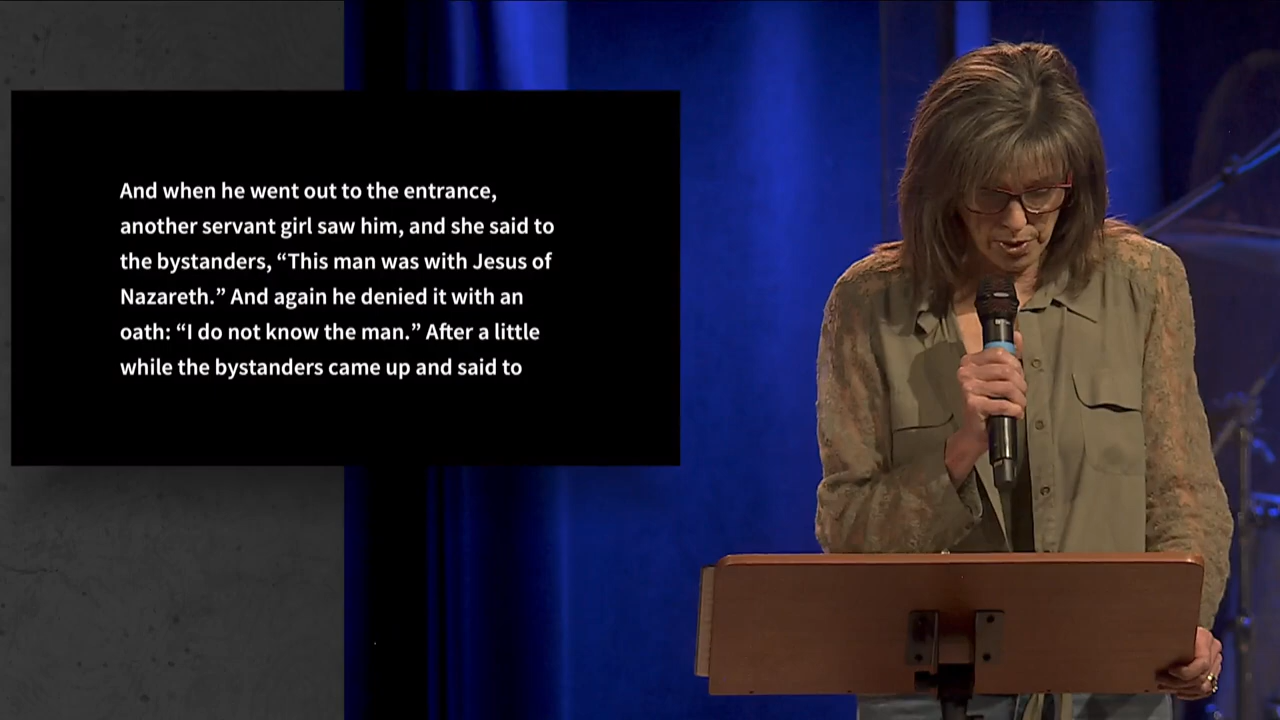 And when he went out to the entrance,
another servant girl saw him, and she said to
the bystanders, “This man was with Jesus of
Nazareth.” And again he denied it with an
oath: “I do not know the man.” After a little
while the bystanders came up and said to